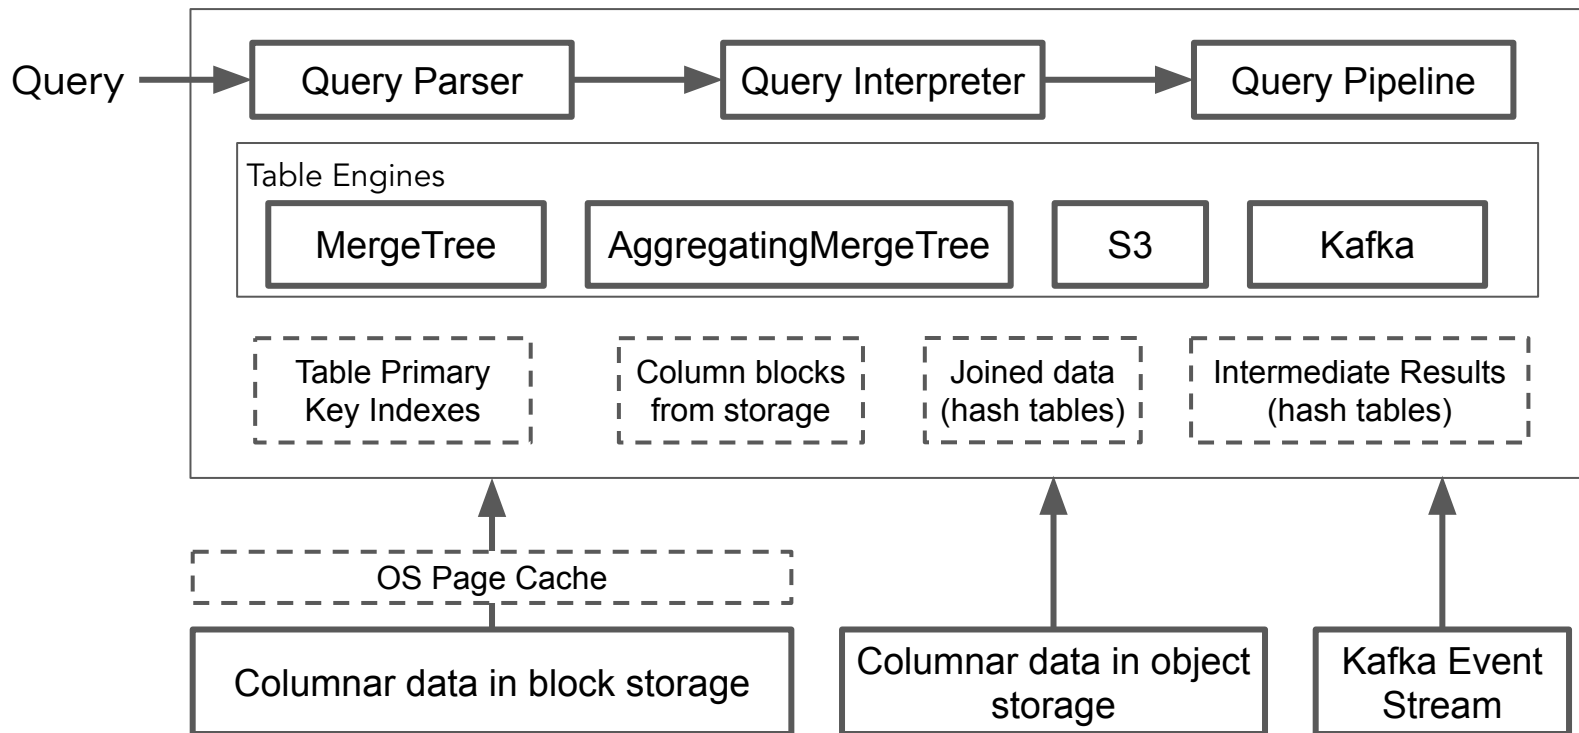 Query
Query Parser
Query Interpreter
Query Pipeline
Table Engines
MergeTree
AggregatingMergeTree
S3
Kafka
Table Primary
Key Indexes
Column blocks
from storage
Joined data
(hash tables)
Intermediate Results
(hash tables)
OS Page Cache
Columnar data in block storage
Columnar data in object
storage
Kafka Event
Stream